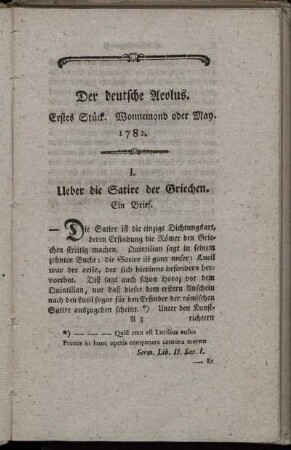 Der deutsche Aeolus.
Erstes Stück. Wonnemond oder May.
1782.
I.
Ueber die Satire der Griechen.
Ein Brief.
— Die Satire ist die einzige Dichtungsart,
deren Erfindung die Römer den Grie-
chen streitig machen. Quintilian sagt in seinem
zehnten Buche: die Satire ist ganz unser: Lucil
war der erste, der sich hierinne besonders her-
vorthat. Diß sagt auch schon Horaz vor dem
Quintilian, nur daß dieser dem erstern Anschein
nach den Lucil sogar für den Erfinder der römischen
Satire auszugeben scheint. *) Unter den Kunst-
A 3 richtern
*) — — — Quid cum est Lucilius ausus
Primus in hunc operis componere carmina morem
Serm. Lib. II. Sat. I.
— Er